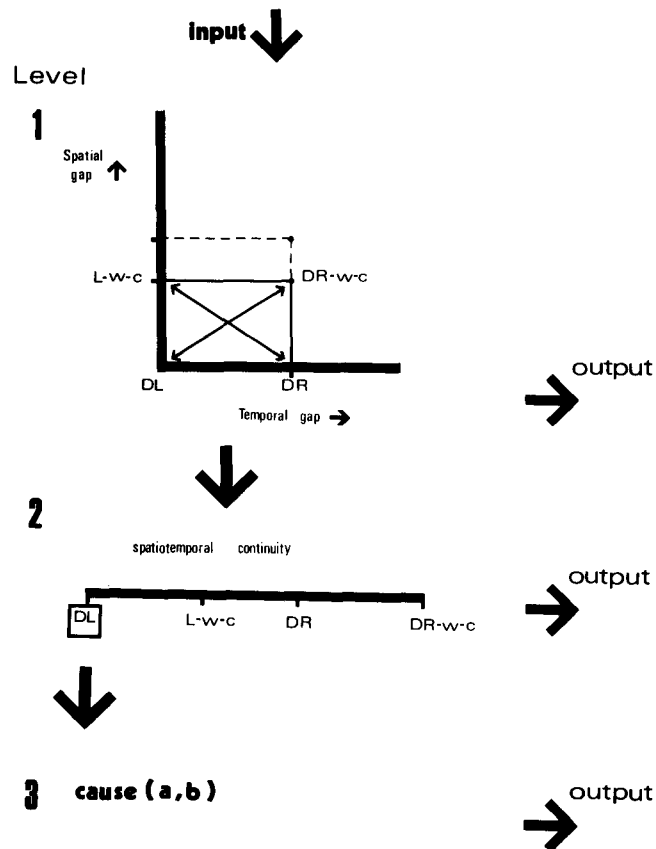 input
Level
1
Spatial
gap
L-w-c
DR-w-c
DL
DR
output
Temporal gap
2
spatiotemporal continuity
output
DL
L-w-c
DR
DR-w-c
3 cause (a,b)
output